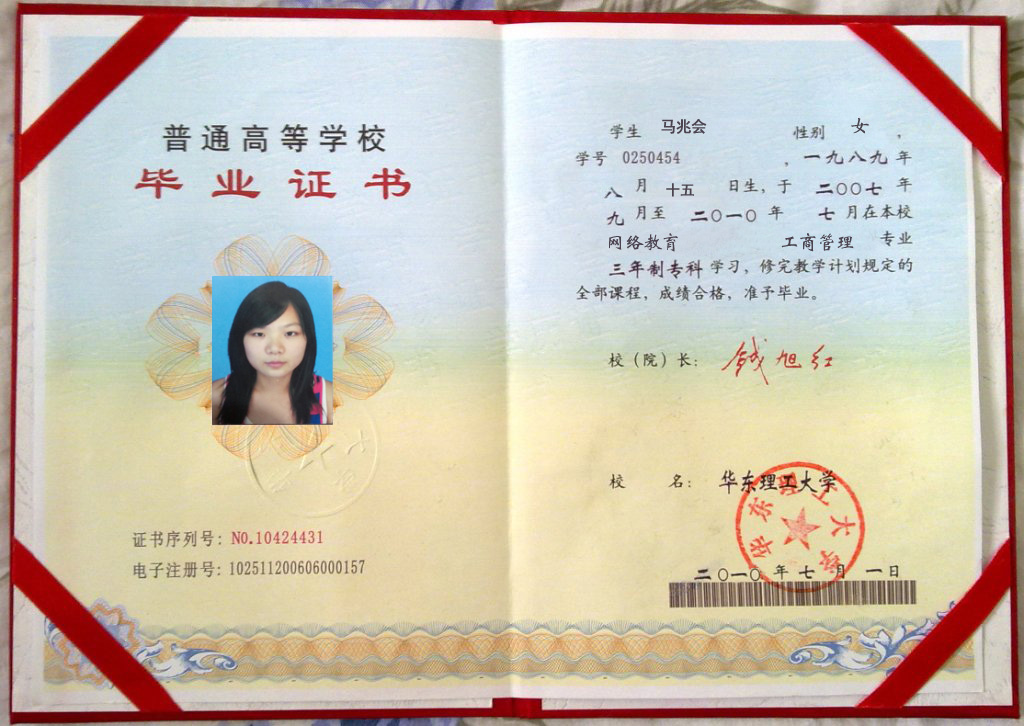 普通高等学校
毕业证书
证书序列号：NO.10424431
电子注册号：102511200606000157
学生 马兆会 性别 女，
学号 0250454 ，一九八九年
八月十五日生，于二〇〇七年
九月至二〇一〇年七月在本校
网络教育 工商管理 专业
三年制专科学习，修完教学计划规定的
全部课程，成绩合格，准予毕业。
校（院）长：钱旭红
校 名：华东理工大学
华东理工大学
二〇一〇年七月一日